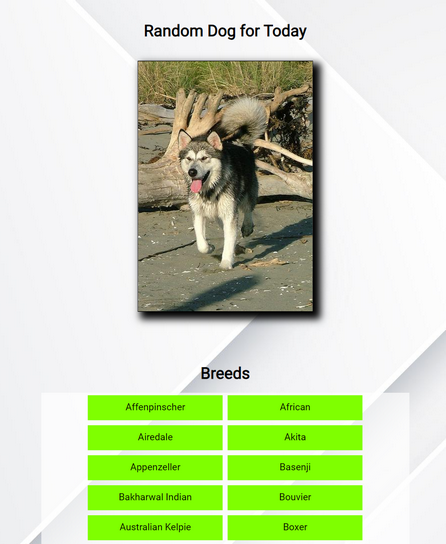 Random Dog for Today
Breeds
Affenpinscher African
Airedale Akita
Appenzeller Basenji
Bakharwal Indian Bouvier
Australian Kelpie Boxer